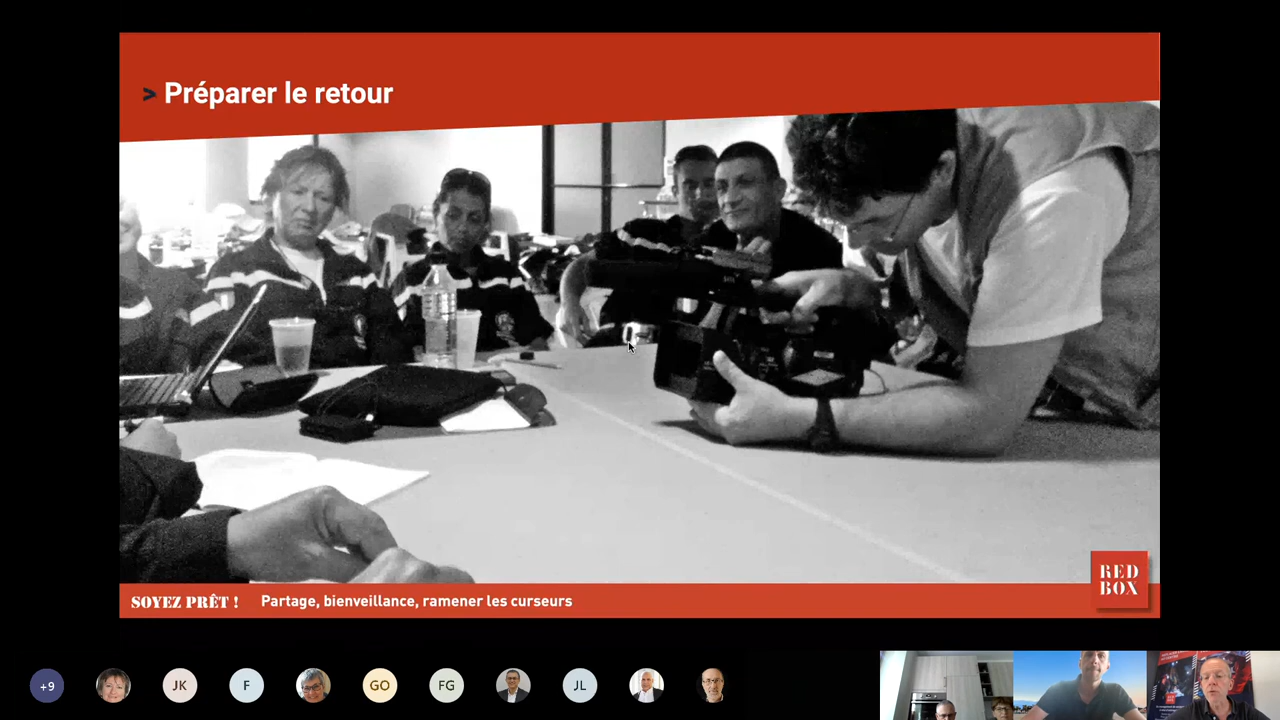 > Préparer le retour
SOYEZ PRÊT !
Partage, bienveillance, ramener les curseurs
RED
BOX
+9
JK
F
GO
FG
JL